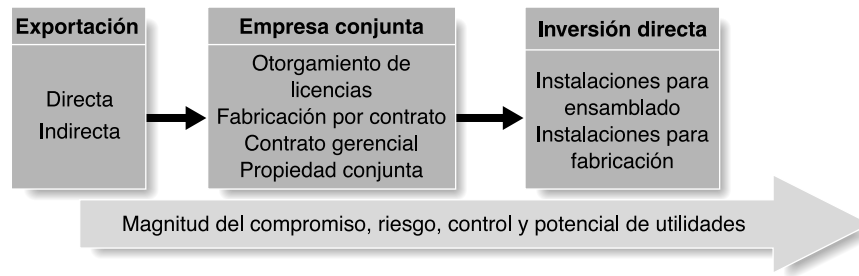 Exportación
Directa
Indirecta
Empresa conjunta
Otorgamiento de
licencias
Fabricación por contrato
Contrato gerencial
Propiedad conjunta
Inversión directa
Instalaciones para
ensamblado
Instalaciones para
fabricación
Magnitud del compromiso, riesgo, control y potencial de utilidades